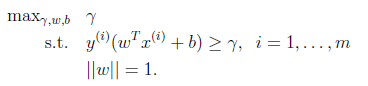 max_{γ,w,b} γ
s.t. y^{(i)}(w^T x^{(i)} + b) ≥ γ, i = 1, . . . , m
||w|| = 1.